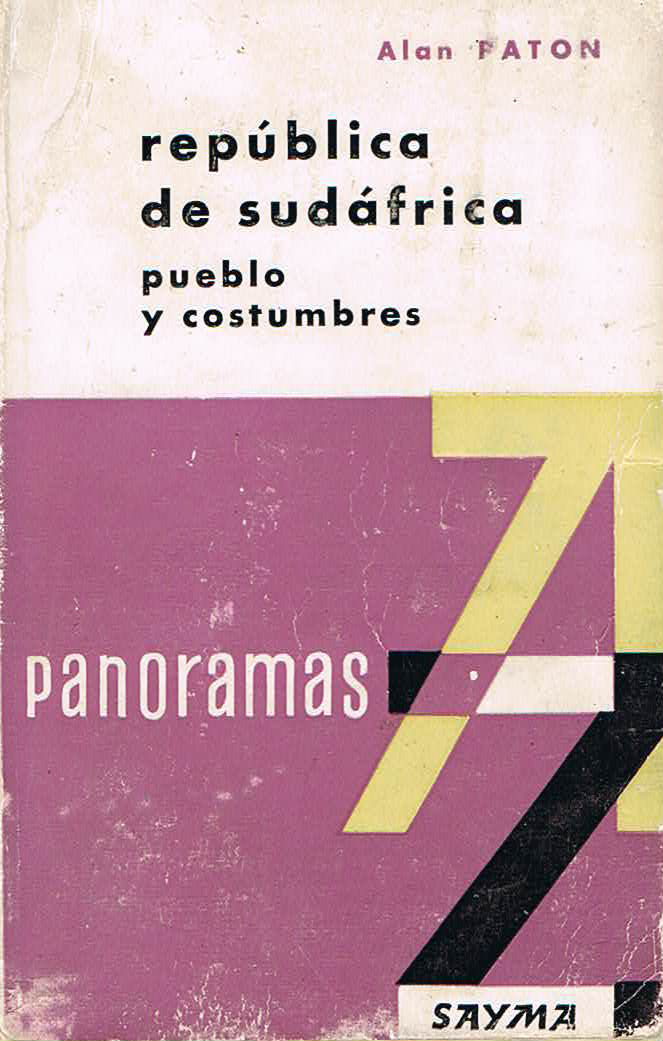 Alan PATON
república
de sudáfrica
pueblo
y costumbres
panoramas
SAYMA